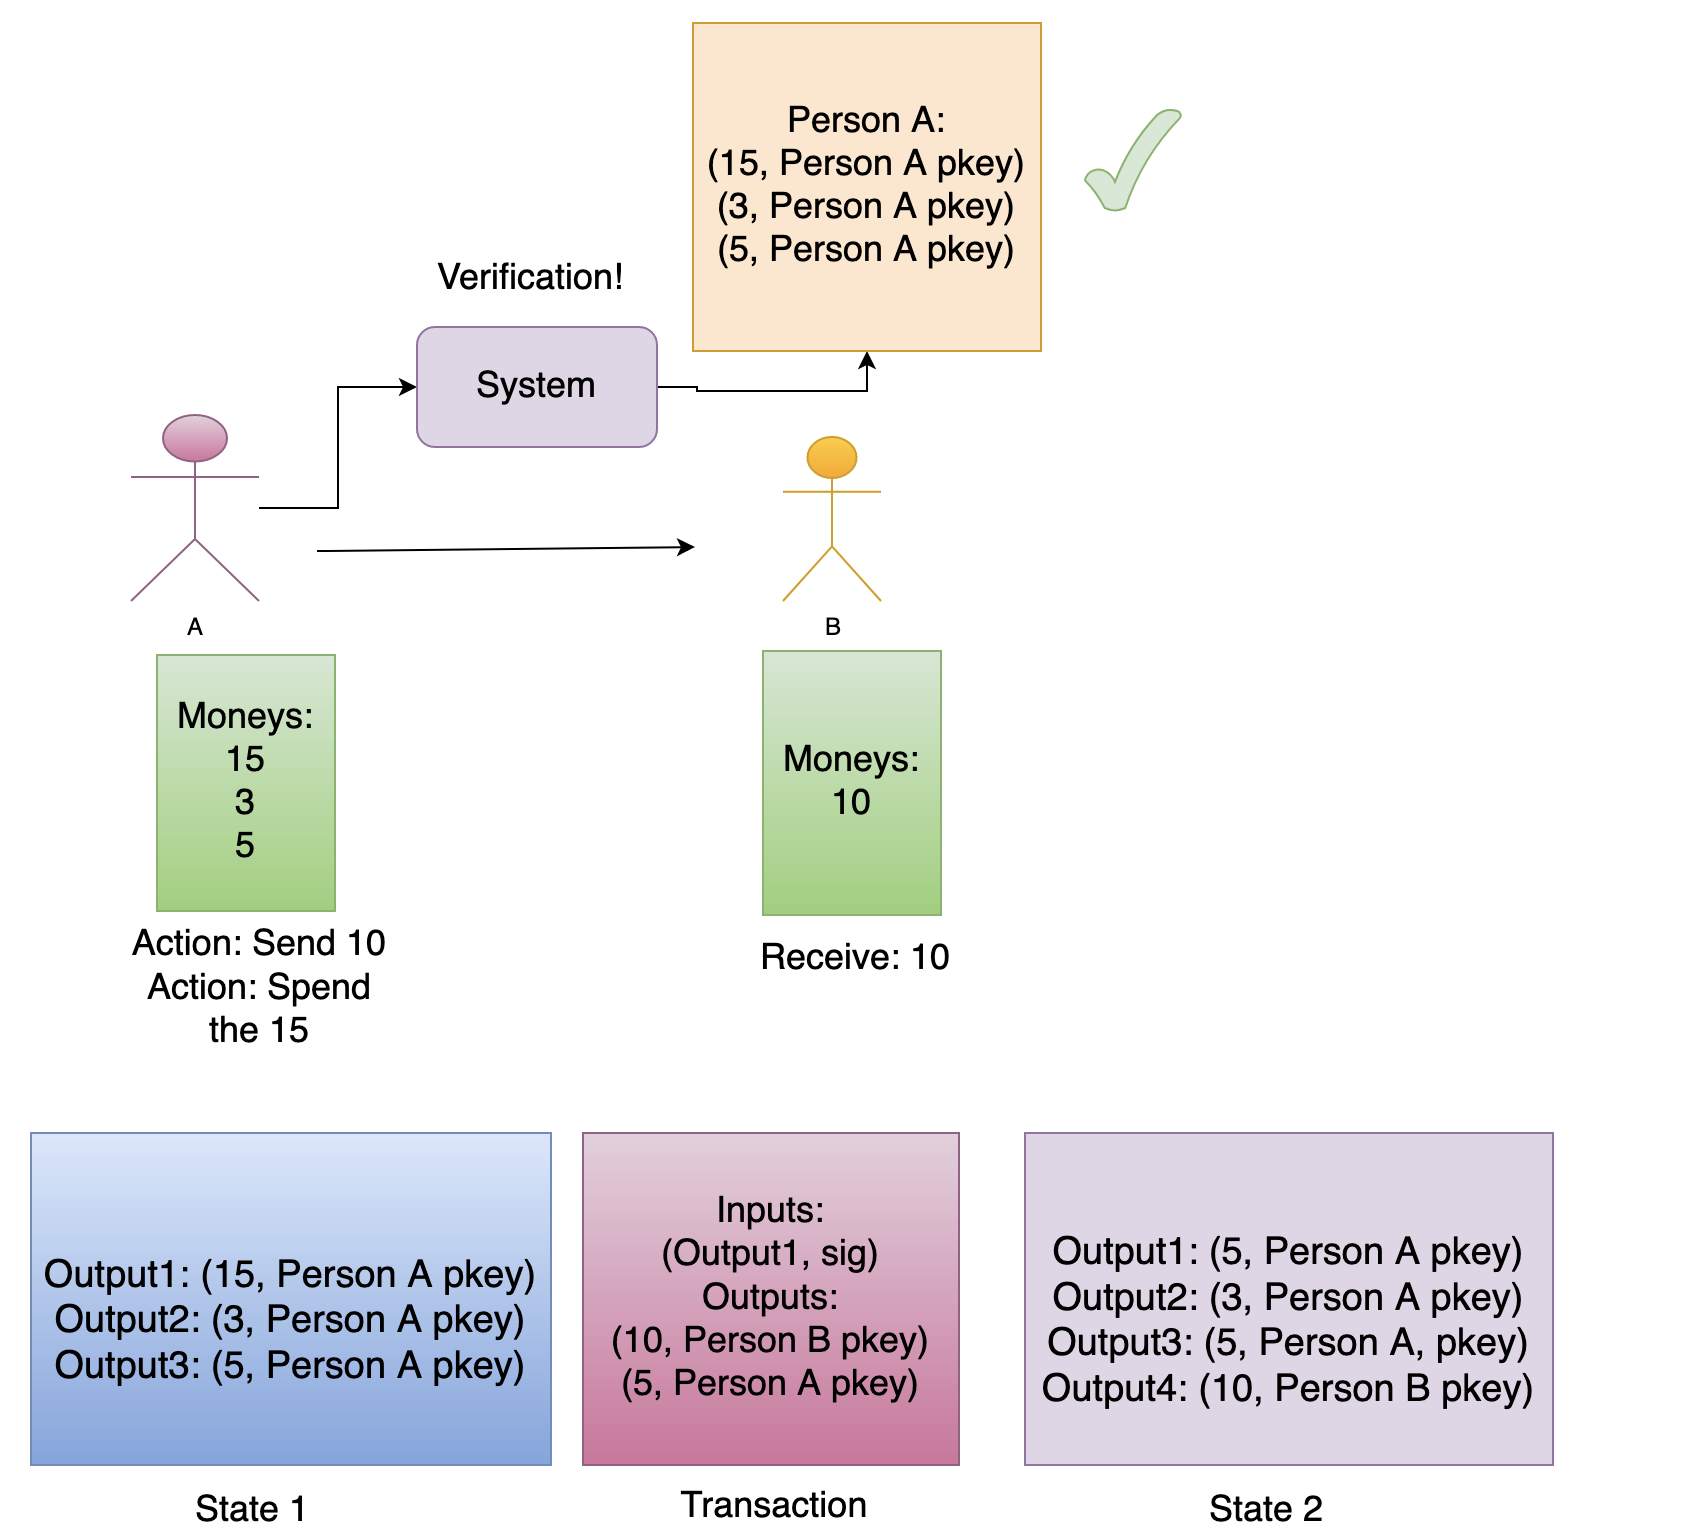 Person A:
(15, Person A pkey)
(3, Person A pkey)
(5, Person A pkey)
Verification!
System
A
B
Moneys:
15
3
5
Moneys:
10
Action: Send 10
Action: Spend
the 15
Receive: 10
Output1: (15, Person A pkey)
Output2: (3, Person A pkey)
Output3: (5, Person A pkey)
State 1
Inputs:
(Output1, sig)
Outputs:
(10, Person B pkey)
(5, Person A pkey)
Transaction
Output1: (5, Person A pkey)
Output2: (3, Person A pkey)
Output3: (5, Person A, pkey)
Output4: (10, Person B pkey)
State 2